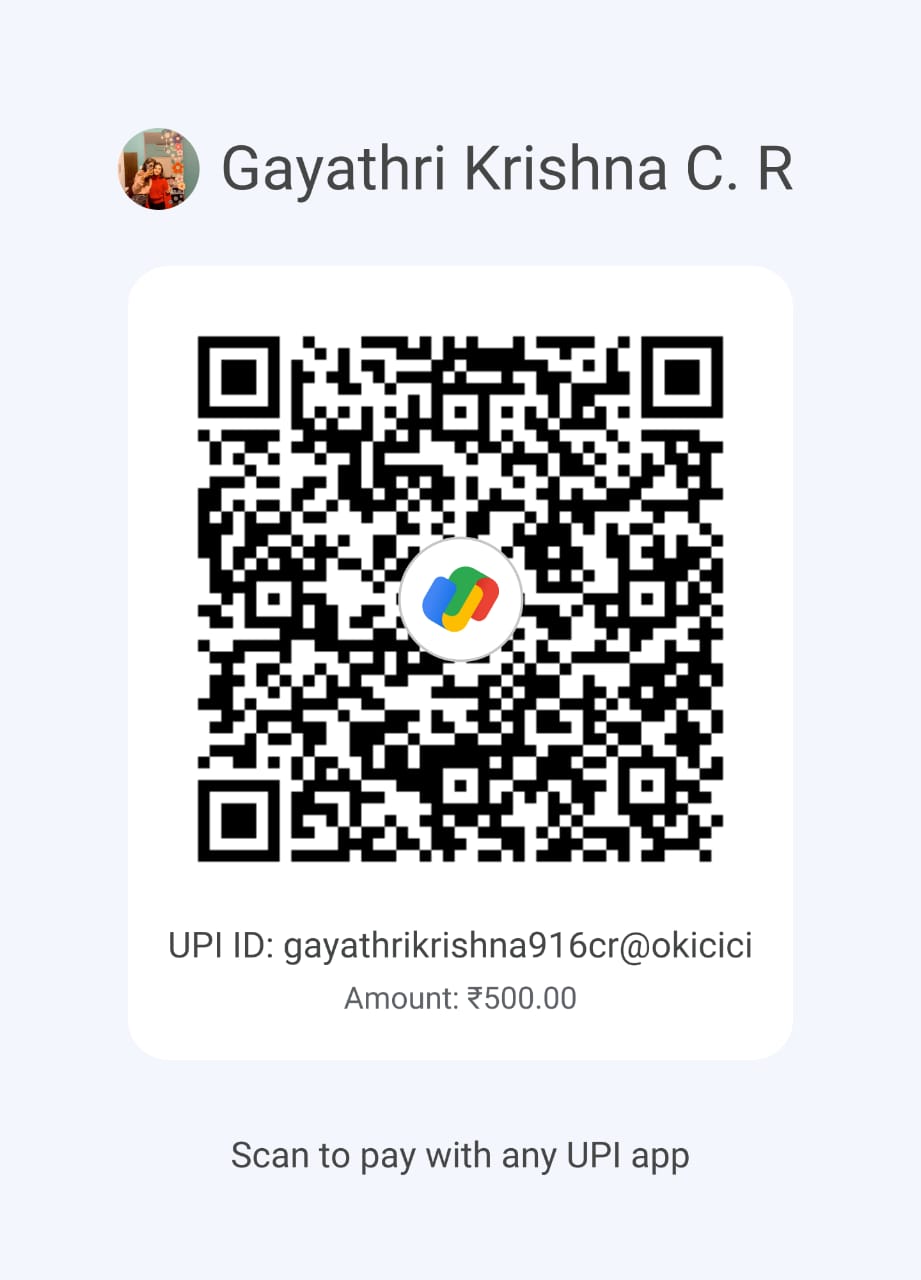 Gayathri Krishna C. R
UPI ID: gayathrikrishna916cr@okicici
Amount: ₹500.00
Scan to pay with any UPI app